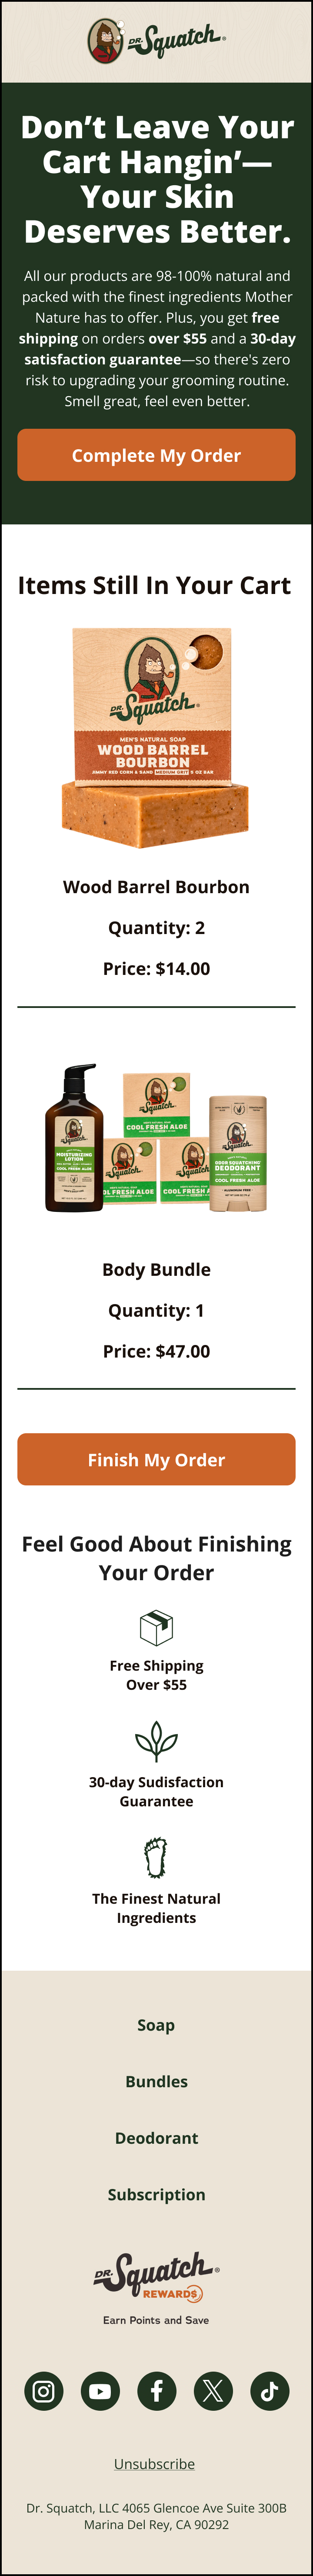 DR. Squatch®
Don’t Leave Your
Cart Hangin’—
Your Skin
Deserves Better.
All our products are 98-100% natural and
packed with the finest ingredients Mother
Nature has to offer. Plus, you get free
shipping on orders over $55 and a 30-day
satisfaction guarantee—so there's zero
risk to upgrading your grooming routine.
Smell great, feel even better.
Complete My Order
Items Still In Your Cart
DR. Squatch®
MEN'S NATURAL SOAP
WOOD BARREL
BOURBON
JIMMY RED CORN & SAND MEDIUM GRIT 5 OZ BAR
Wood Barrel Bourbon
Quantity: 2
Price: $14.00
Squatch
MOISTURIZING
LOTION
COOL FRESH ALOE
Squatch
COOL FRESH ALOE
Squatch
COOL FRESH ALOE
Squatch
COOL FRESH A
Squatch
ODOR SQUATCHIN'
DEODORANT
COOL FRESH ALOE
Body Bundle
Quantity: 1
Price: $47.00
Finish My Order
Feel Good About Finishing
Your Order
Free Shipping
Over $55
30-day Sudisfaction
Guarantee
The Finest Natural
Ingredients
Soap
Bundles
Deodorant
Subscription
DR. Squatch®
REWARDS
Earn Points and Save
Unsubscribe
Dr. Squatch, LLC 4065 Glencoe Ave Suite 300B
Marina Del Rey, CA 90292